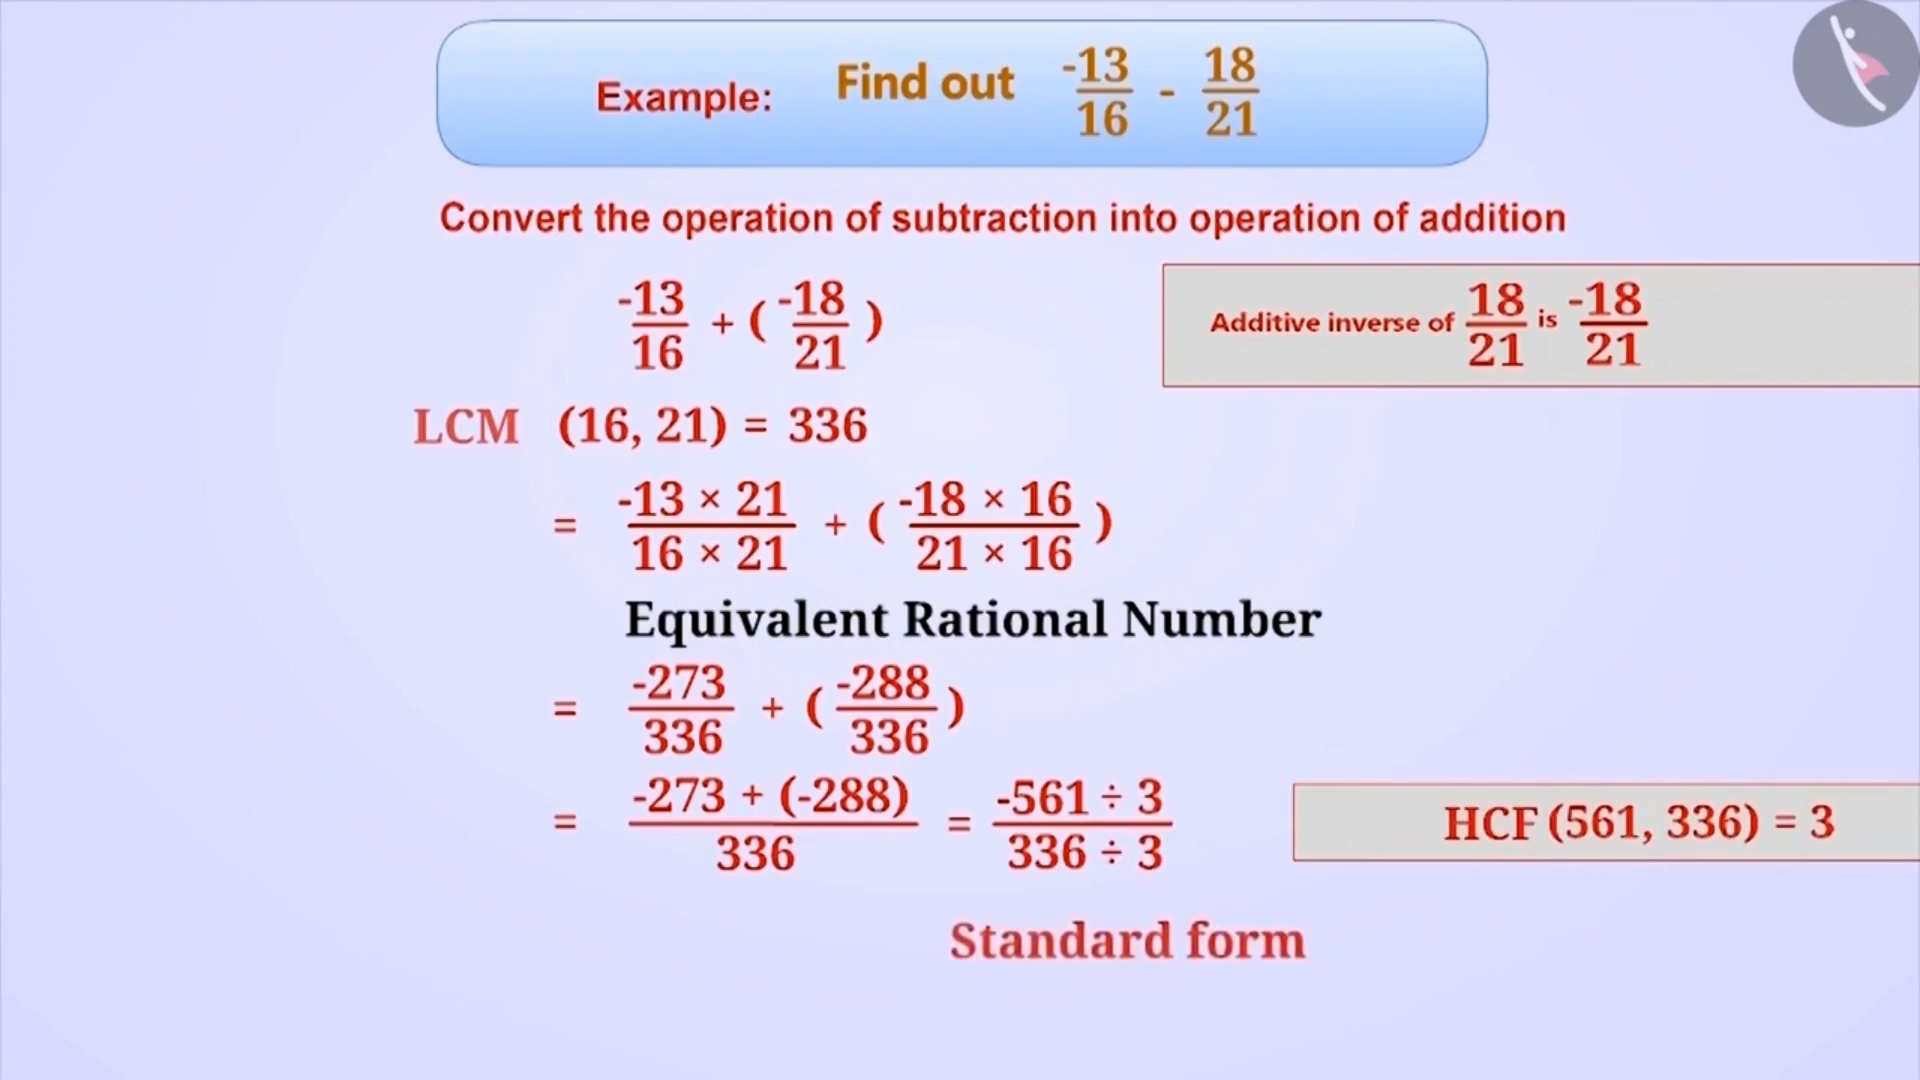 Example: Find out -13/16 - 18/21
Convert the operation of subtraction into operation of addition
-13/16 + ( -18/21 )
Additive inverse of 18/21 is -18/21
LCM (16, 21) = 336
= -13 × 21/16 × 21 + ( -18 × 16/21 × 16 )
Equivalent Rational Number
= -273/336 + ( -288/336 )
= -273 + (-288)/336 = -561 ÷ 3/336 ÷ 3
HCF (561, 336) = 3
Standard form